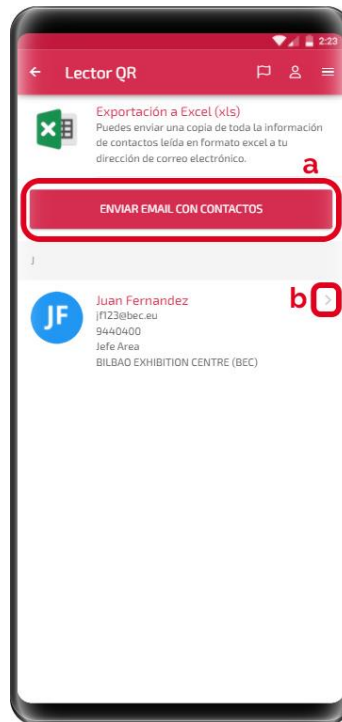 2:23
Lector QR
Exportación a Excel (xls)
Puedes enviar una copia de toda la información
de contactos leída en formato excel a tu
dirección de correo electrónico.
a
ENVIAR EMAIL CON CONTACTOS
J
JF
Juan Fernandez
b
jf123@bec.eu
9440400
Jefe Area
BILBAO EXHIBITION CENTRE (BEC)